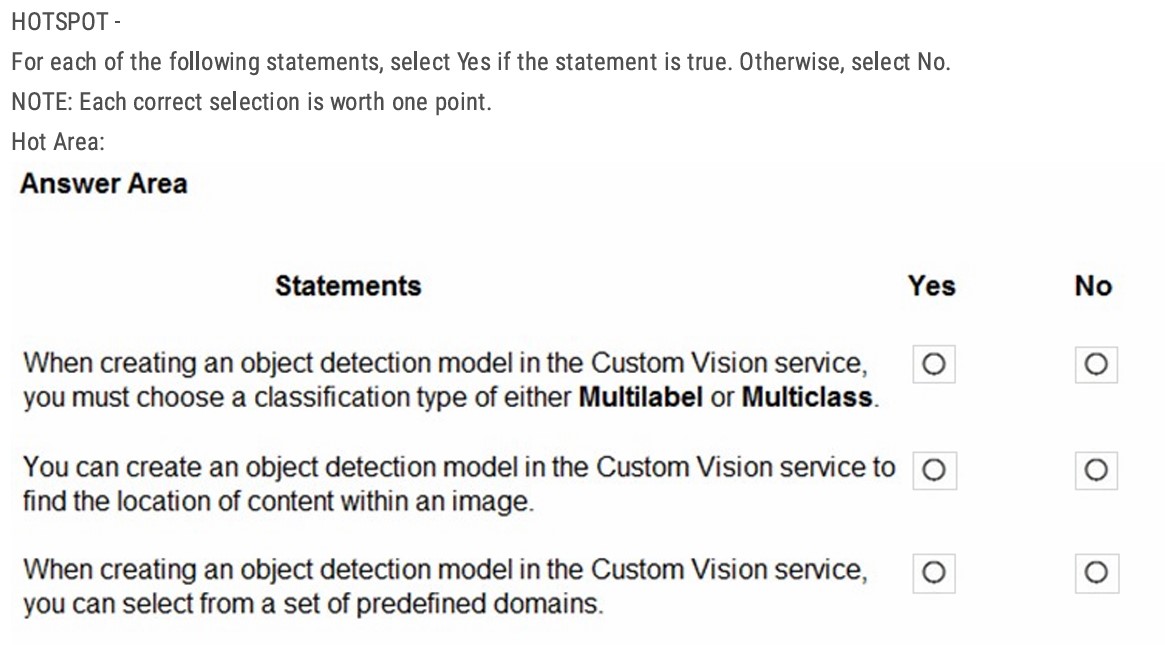 HOTSPOT -
For each of the following statements, select Yes if the statement is true. Otherwise, select No.
NOTE: Each correct selection is worth one point.
Hot Area:
Answer Area
Statements Yes No
When creating an object detection model in the Custom Vision service,
you must choose a classification type of either Multilabel or Multiclass.
You can create an object detection model in the Custom Vision service to
find the location of content within an image.
When creating an object detection model in the Custom Vision service,
you can select from a set of predefined domains.